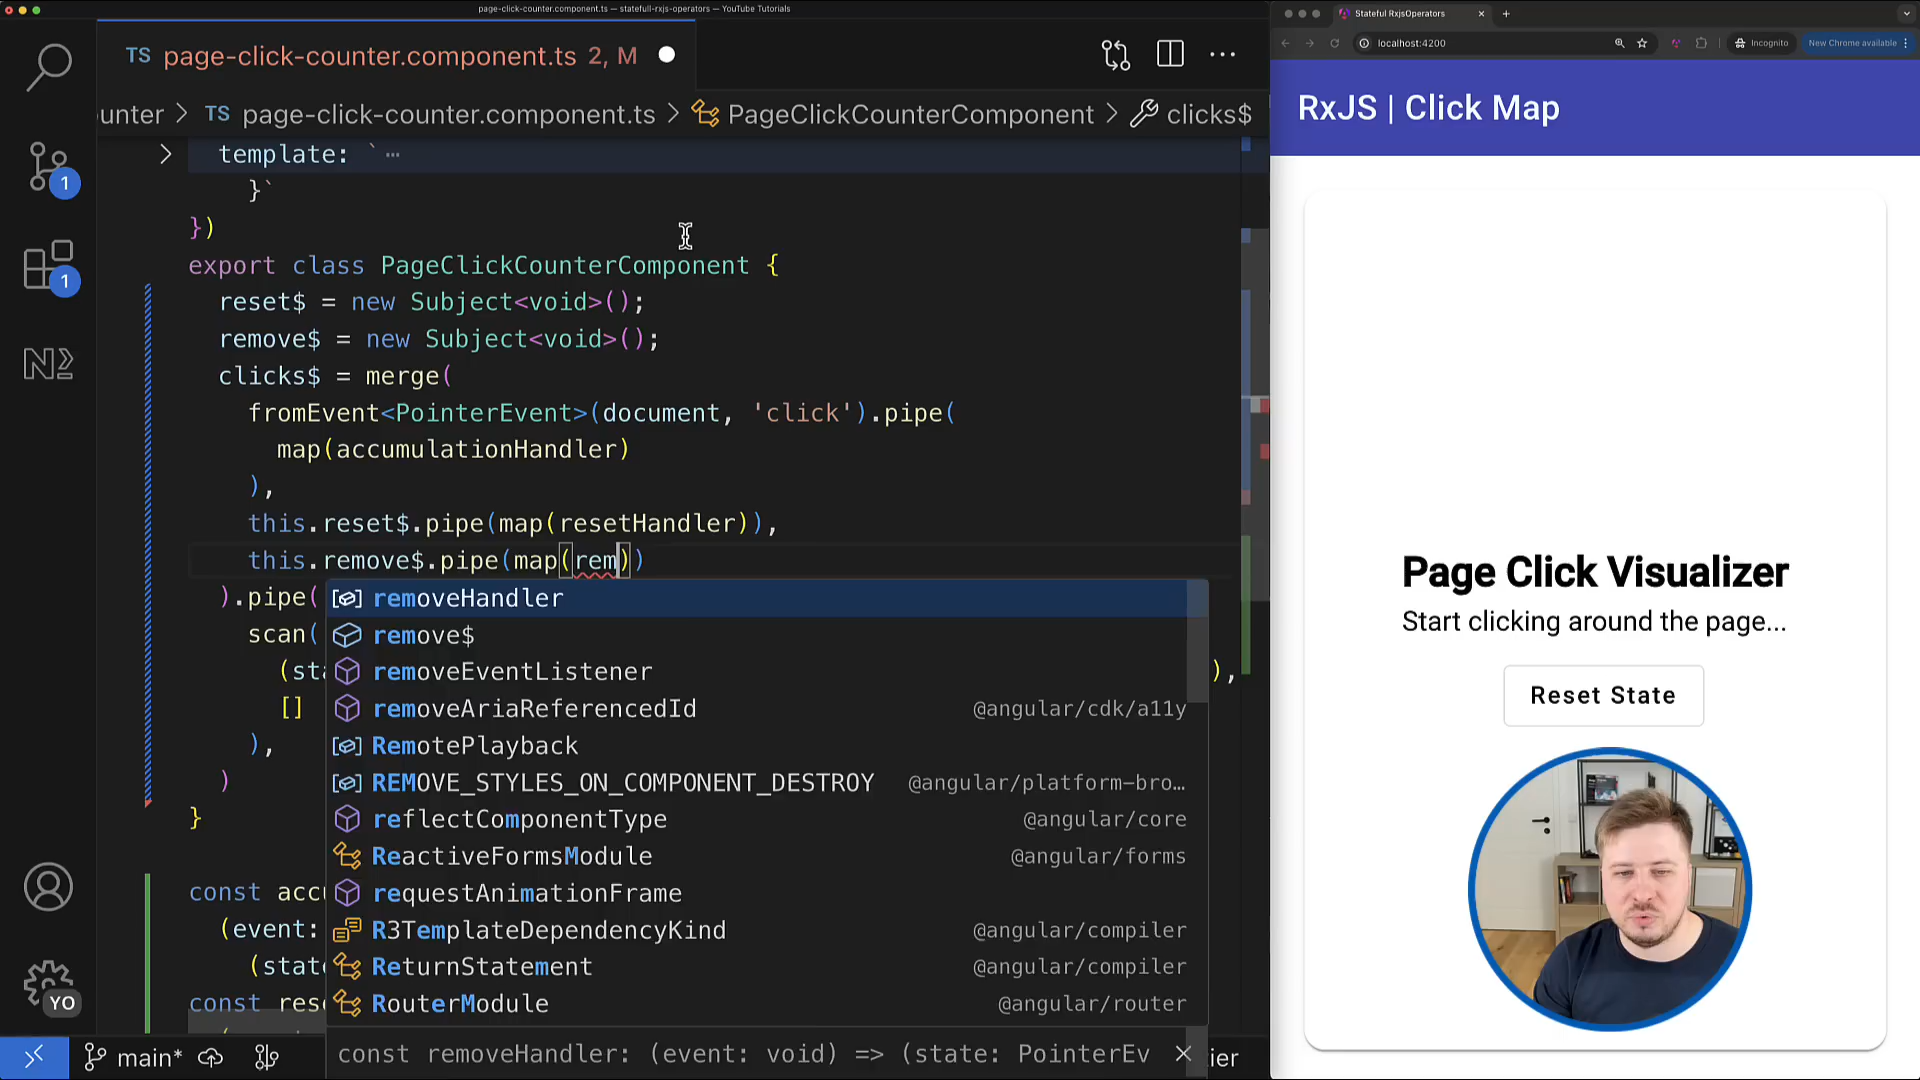 page-click-counter.component.ts — statefull-rxjs-operators — YouTube Tutorials
TS page-click-counter.component.ts 2, M
unter > TS page-click-counter.component.ts > PageClickCounterComponent > clicks$
template: ` …
}`
})
export class PageClickCounterComponent {
reset$ = new Subject<void>();
remove$ = new Subject<void>();
clicks$ = merge(
fromEvent<PointerEvent>(document, 'click').pipe(
map(accumulationHandler)
),
this.reset$.pipe(map(resetHandler)),
this.remove$.pipe(map(rem))
).pipe(
scan(
(sta ),
[]
),
)
}
const acc
(event:
(state
const res
removeHandler
remove$
removeEventListener
removeAriaReferencedId @angular/cdk/a11y
RemotePlayback
REMOVE_STYLES_ON_COMPONENT_DESTROY @angular/platform-bro…
reflectComponentType @angular/core
ReactiveFormsModule @angular/forms
requestAnimationFrame
R3TemplateDependencyKind @angular/compiler
ReturnStatement @angular/compiler
RouterModule @angular/router
const removeHandler: (event: void) => (state: PointerEv
1
1
YO
main*
ier
Stateful RxjsOperators
localhost:4200
Incognito
New Chrome available
RxJS | Click Map
Page Click Visualizer
Start clicking around the page...
Reset State